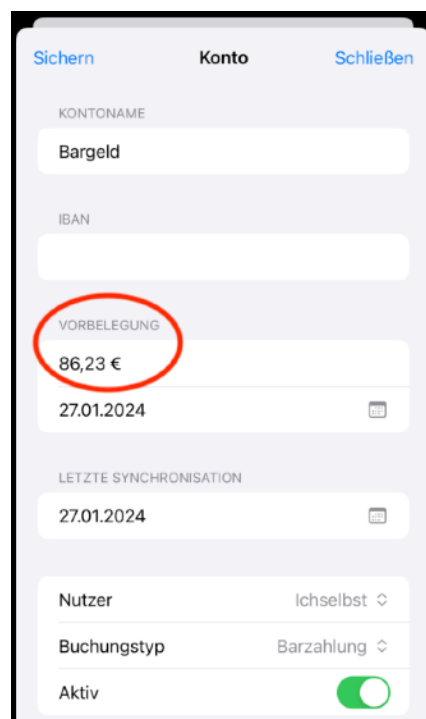 Sichern Konto Schließen
KONTONAME
Bargeld
IBAN
VORBELEGUNG
86,23 €
27.01.2024
LETZTE SYNCHRONISATION
27.01.2024
Nutzer Ichselbst
Buchungstyp Barzahlung
Aktiv